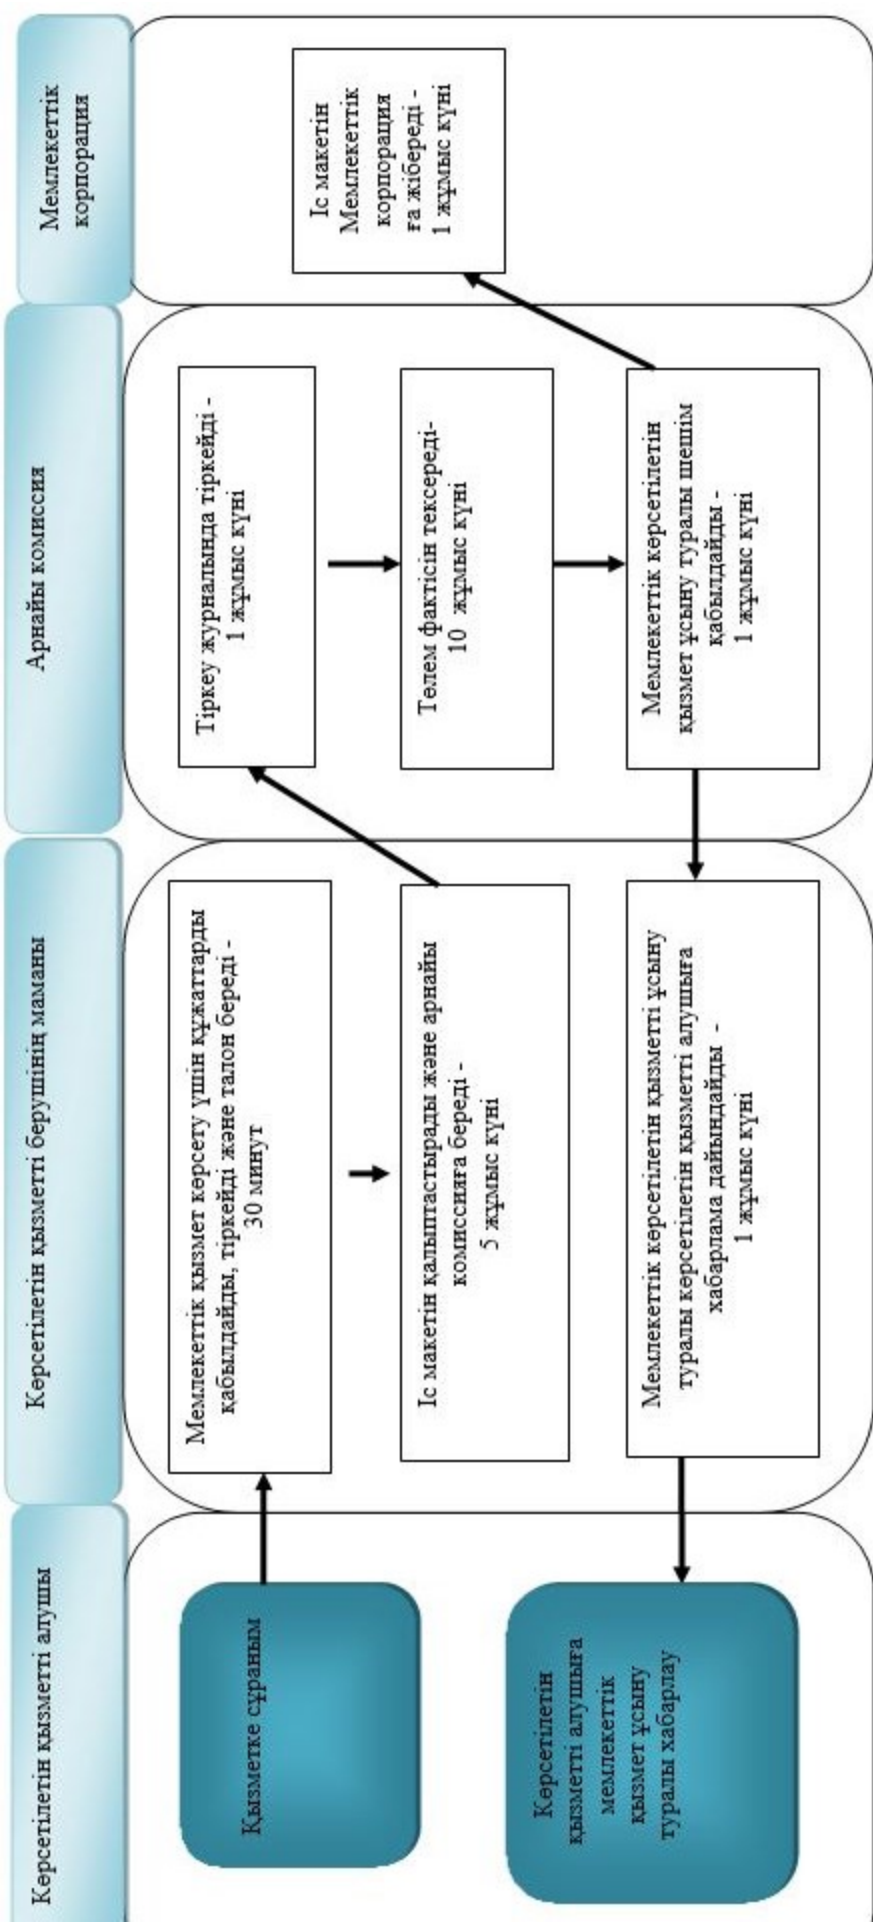 Көрсетілетін қызметті алушы
Көрсетілетін қызметті берушінің маманы
Арнайы комиссия
Мемлекеттік
корпорация
Қызметке сұраным
Мемлекеттік қызмет көрсету үшін құжаттарды
қабылдайды, тіркейді және талон береді -
30 минут
Тіркеу журналында тіркейді -
1 жұмыс күні
Іс макетін
Мемлекеттік
корпорация
ға жібереді -
1 жұмыс күні
Іс макетін қалыптастырады және арнайы
комиссияға береді -
5 жұмыс күні
Төлем фактісін тексереді-
10 жұмыс күні
Көрсетілетін
қызметті алушыға
мемлекеттік
қызмет ұсыну
туралы хабарлау
Мемлекеттік көрсетілетін қызметті ұсыну
туралы көрсетілетін қызметті алушыға
хабарлама дайындайды -
1 жұмыс күні
Мемлекеттік көрсетілетін
қызмет ұсыну туралы шешім
қабылдайды -
1 жұмыс күні